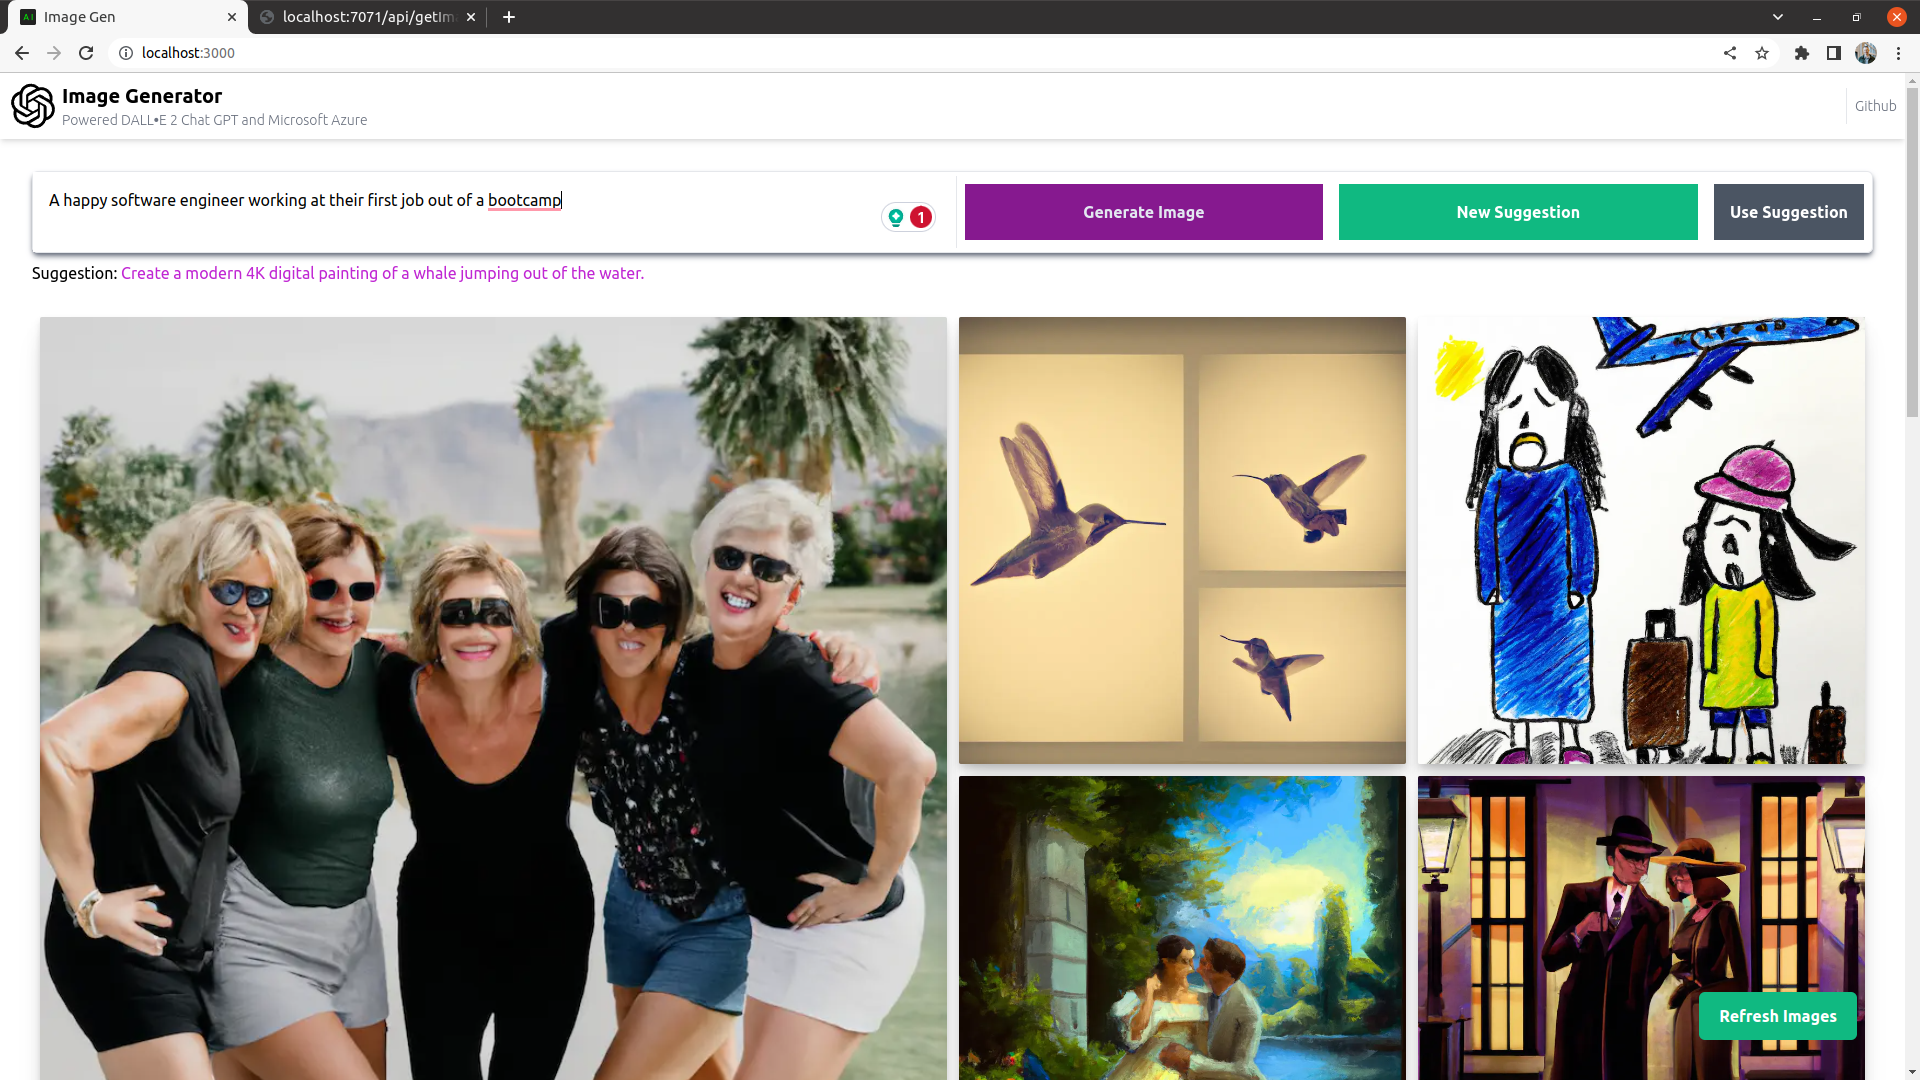 Image Gen
localhost:7071/api/getIm
localhost:3000
Image Generator
Powered DALL•E 2 Chat GPT and Microsoft Azure
Github
A happy software engineer working at their first job out of a bootcamp
1
Generate Image
New Suggestion
Use Suggestion
Suggestion: Create a modern 4K digital painting of a whale jumping out of the water.
Refresh Images